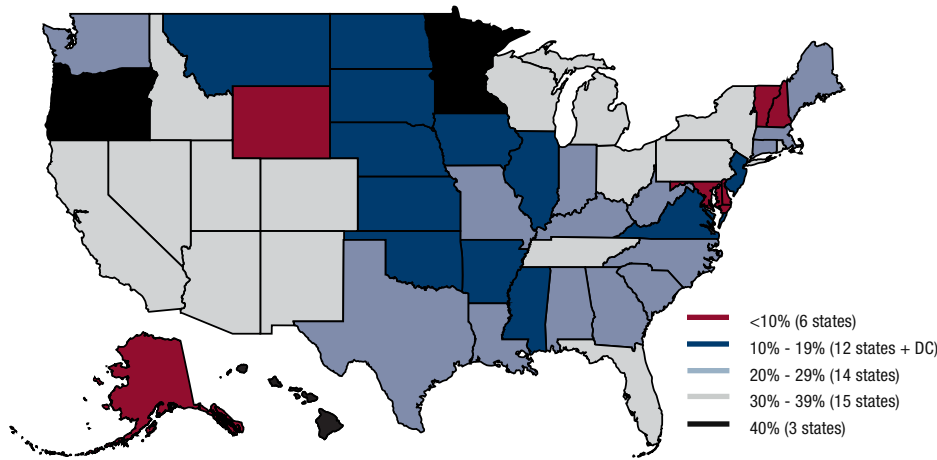 <10% (6 states)
10% - 19% (12 states + DC)
20% - 29% (14 states)
30% - 39% (15 states)
40% (3 states)